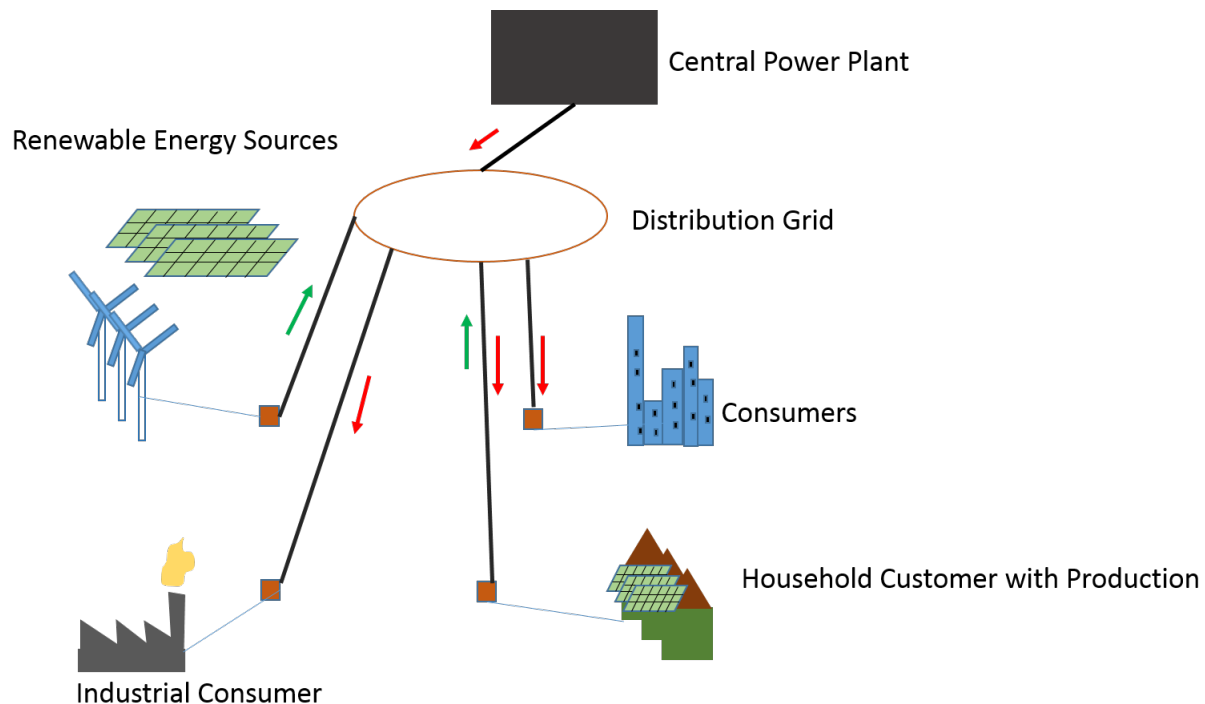 Central Power Plant
Renewable Energy Sources
Distribution Grid
Consumers
Household Customer with Production
Industrial Consumer